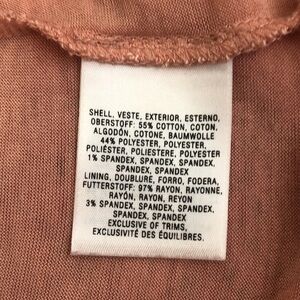 SHELL, VESTE, EXTERIOR, ESTERNO,
OBERSTOFF: 55% COTTON, COTON,
ALGODÓN, COTONE, BAUMWOLLE
44% POLYESTER, POLYESTER,
POLIÉSTER, POLIESTERE, POLYESTER
1% SPANDEX, SPANDEX, SPANDEX,
SPANDEX, SPANDEX
LINING, DOUBLURE, FORRO, FODERA,
FUTTERSTOFF: 97% RAYON, RAYONNE,
RAYÓN, RAYON, REYON
3% SPANDEX, SPANDEX, SPANDEX,
SPANDEX, SPANDEX
EXCLUSIVE OF TRIMS,
EXCLUSIVITÉ DES ÉQUILIBRES.